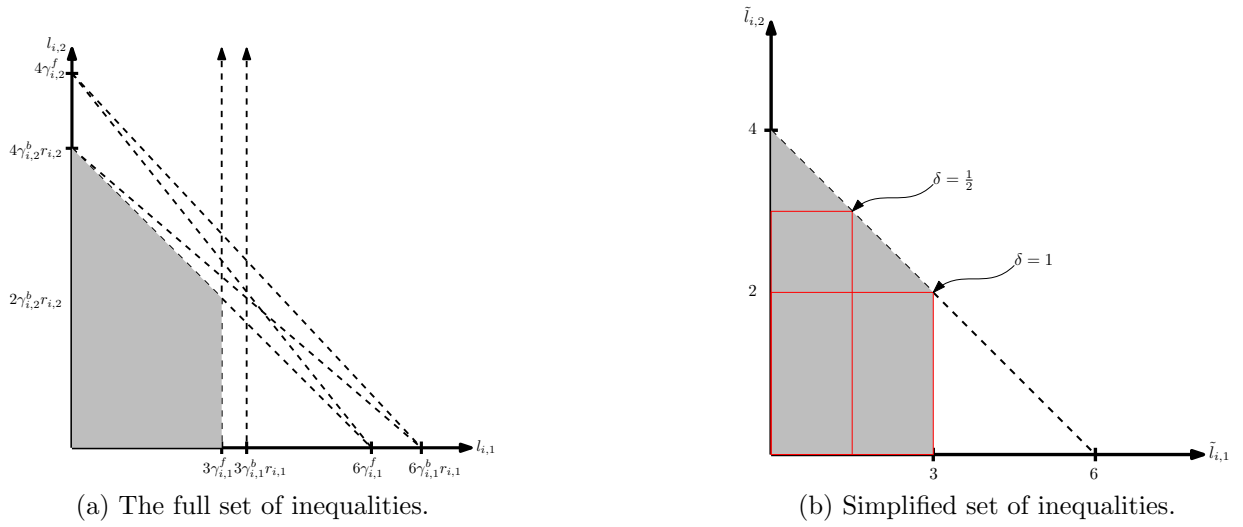 l_{i,2}
4γ^f_{i,2}
4γ^b_{i,2}r_{i,2}
2γ^b_{i,2}r_{i,2}
l_{i,1}
3γ^f_{i,1} 3γ^b_{i,1}r_{i,1} 6γ^f_{i,1} 6γ^b_{i,1}r_{i,1}
(a) The full set of inequalities.
l̃_{i,2}
4
δ = 1/2
δ = 1
2
l̃_{i,1}
3 6
(b) Simplified set of inequalities.